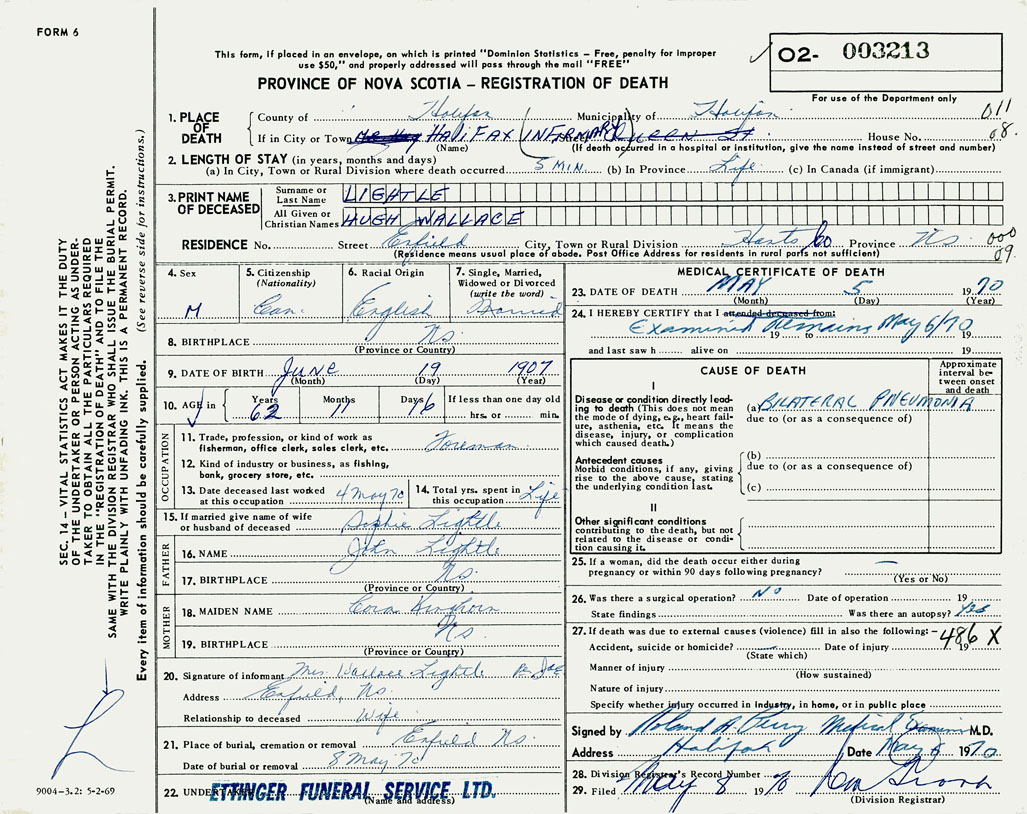 FORM 6
This form, if placed in an envelope, on which is printed "Dominion Statistics – Free, penalty for improper
use $50," and properly addressed will pass through the mail "FREE"
PROVINCE OF NOVA SCOTIA – REGISTRATION OF DEATH
O2- 003213
For use of the Department only
1. PLACE OF DEATH
County of Halifax Municipality of Halifax 011
If in City or Town HALIFAX INFIRMARY QUEEN St. House No. 08.
(Name) (If death occurred in a hospital or institution, give the name instead of street and number)
2. LENGTH OF STAY (in years, months and days)
(a) In City, Town or Rural Division where death occurred 5 MIN. (b) In Province Life. (c) In Canada (if immigrant)
3. PRINT NAME OF DECEASED
Surname or Last Name LIGHTLE
All Given or Christian Names HUGH WALLACE
RESIDENCE No. Street Enfield City, Town or Rural Division Hants Co Province NS. 000
(Residence means usual place of abode. Post Office Address for residents in rural parts not sufficient) 09.
4. Sex M
5. Citizenship (Nationality) Can.
6. Racial Origin English
7. Single, Married, Widowed or Divorced (write the word) Married
8. BIRTHPLACE NS.
(Province or Country)
9. DATE OF BIRTH JUNE 19 1907
(Month) (Day) (Year)
10. AGE in Years 62 Months 11 Days 16 If less than one day old
hrs. or min.
OCCUPATION
11. Trade, profession, or kind of work as
fisherman, office clerk, sales clerk, etc. Foreman.
12. Kind of industry or business, as fishing,
bank, grocery store, etc.
13. Date deceased last worked at this occupation 4 May 70
14. Total yrs. spent in this occupation Life
15. If married give name of wife
or husband of deceased Sophie Lightle
FATHER
16. NAME John Lightle
17. BIRTHPLACE NS.
(Province or Country)
MOTHER
18. MAIDEN NAME Cora Kinghorn
19. BIRTHPLACE NS.
(Province or Country)
20. Signature of informant Mrs. Wallace Lightle Per
Address Enfield, NS.
Relationship to deceased Wife.
21. Place of burial, cremation or removal Enfield NS.
Date of burial or removal 8 May 70
22. UNDERTAKER ETTINGER FUNERAL SERVICE LTD.
(Name and address)
MEDICAL CERTIFICATE OF DEATH
23. DATE OF DEATH MAY 5 1970
(Month) (Day) (Year)
24. I HEREBY CERTIFY that I attended deceased from:
Examined Remains May 6/70
19 to 19
and last saw h alive on 19
CAUSE OF DEATH
Approximate interval between onset and death
I
Disease or condition directly leading
to death (This does not mean
the mode of dying, e.g., heart failure,
asthenia, etc. It means the
disease, injury, or complication
which caused death.)
(a) BILATERAL PNEUMONIA
due to (or as a consequence of)
Antecedent causes
Morbid conditions, if any, giving
rise to the above cause, stating
the underlying condition last.
(b)
due to (or as a consequence of)
(c)
II
Other significant conditions
contributing to the death, but not
related to the disease or condition
causing it.
25. If a woman, did the death occur either during
pregnancy or within 90 days following pregnancy? —
(Yes or No)
26. Was there a surgical operation? No Date of operation 19
State findings Was there an autopsy? Yes
27. If death was due to external causes (violence) fill in also the following: – 486 X
Accident, suicide or homicide? Date of injury 19
(State which)
Manner of injury
(How sustained)
Nature of injury
Specify whether injury occurred in industry, in home, or in public place
Signed by Roland A. Perry Medical Examiner M.D.
Address Halifax Date May 6 1970
28. Division Registrar's Record Number
29. Filed May 8 1970
(Division Registrar)
SEC. 14 – VITAL STATISTICS ACT MAKES IT THE DUTY
OF THE UNDERTAKER OR PERSON ACTING AS UNDERTAKER
TO OBTAIN ALL THE PARTICULARS REQUIRED
IN THE "REGISTRATION OF DEATH" AND TO FILE THE
SAME WITH THE DIVISION REGISTRAR WHO SHALL ISSUE THE BURIAL PERMIT.
WRITE PLAINLY WITH UNFADING INK. THIS IS A PERMANENT RECORD.
Every item of information should be carefully supplied. (See reverse side for instructions.)
9004-3.2: 5-2-69